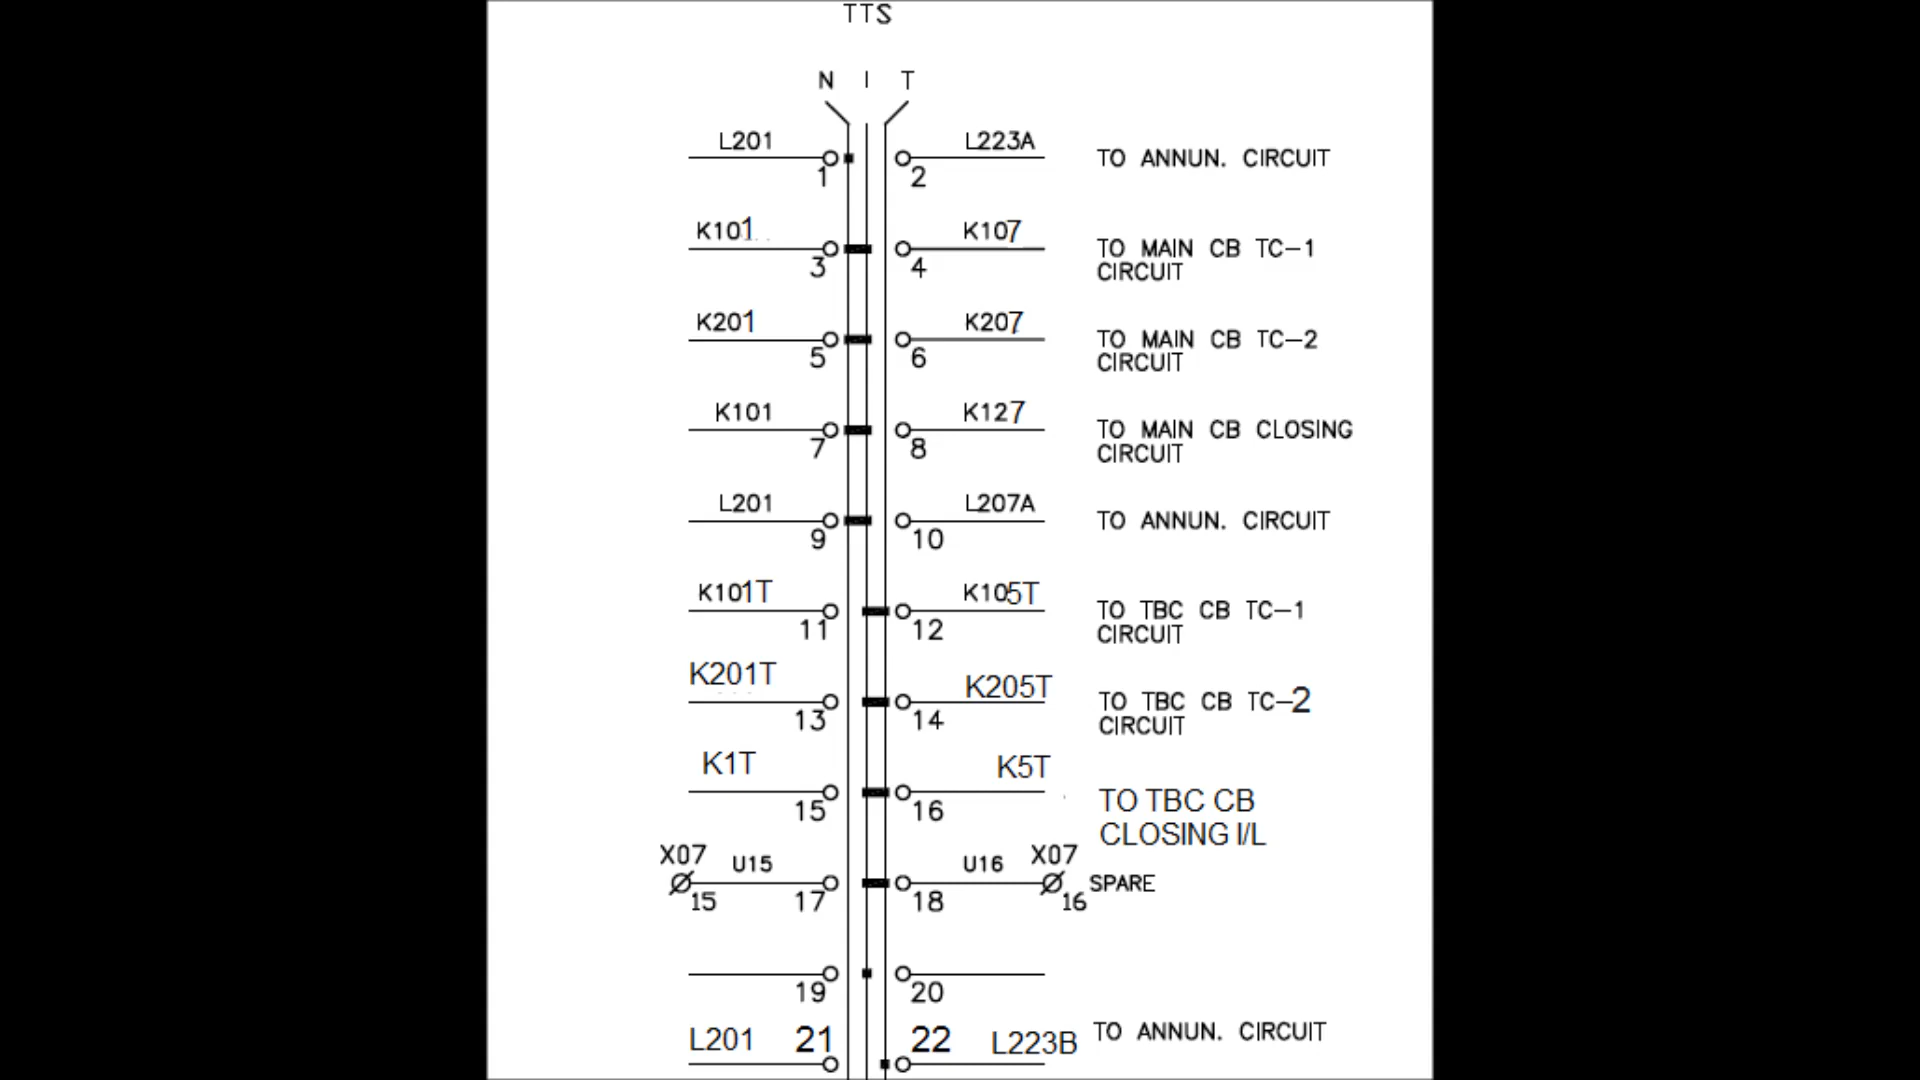 TTS
N I T
L201 L223A
1 2 TO ANNUN. CIRCUIT
K101 K107
3 4 TO MAIN CB TC-1
CIRCUIT
K201 K207
5 6 TO MAIN CB TC-2
CIRCUIT
K101 K127
7 8 TO MAIN CB CLOSING
CIRCUIT
L201 L207A
9 10 TO ANNUN. CIRCUIT
K101T K105T
11 12 TO TBC CB TC-1
CIRCUIT
K201T K205T
13 14 TO TBC CB TC-2
CIRCUIT
K1T K5T
15 16 TO TBC CB
CLOSING I/L
X07 U15 U16 X07
15 17 18 16 SPARE
19 20
L201 21 22 L223B TO ANNUN. CIRCUIT